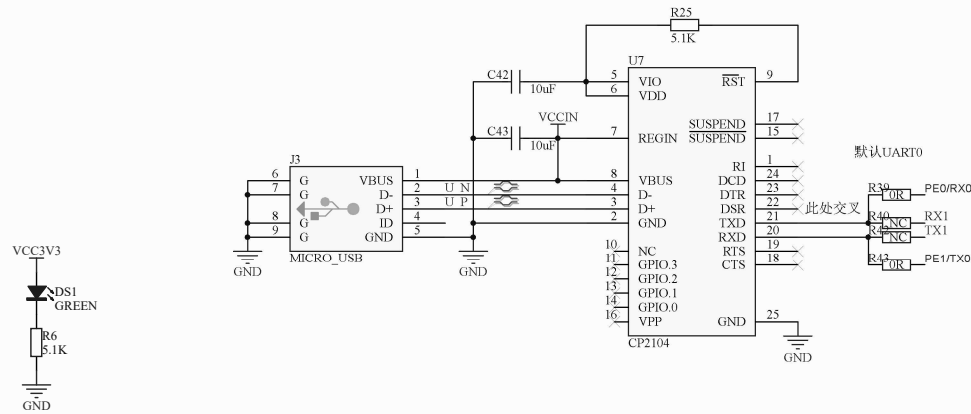 R25
5.1K
U7
C42
10uF
5
VIO
RST
9
6
VDD
VCCIN
C43
10uF
7
REGIN
SUSPEND
17
SUSPEND
15
J3
RI
1
默认UART0
6
G
VBUS
1
8
VBUS
DCD
24
7
G
D-
2
U N
4
D-
DTR
23
R39
0R
PE0/RX0
D+
3
U P
3
D+
DSR
22
此处交叉
8
G
ID
4
2
GND
TXD
21
R40
NC
RX1
9
G
GND
5
RXD
20
R42
NC
TX1
MICRO_USB
10
NC
RTS
19
11
GPIO.3
CTS
18
R43
0R
PE1/TX0
GND
GND
12
GPIO.2
13
GPIO.1
14
GPIO.0
16
VPP
GND
25
CP2104
GND
VCC3V3
DS1
GREEN
R6
5.1K
GND